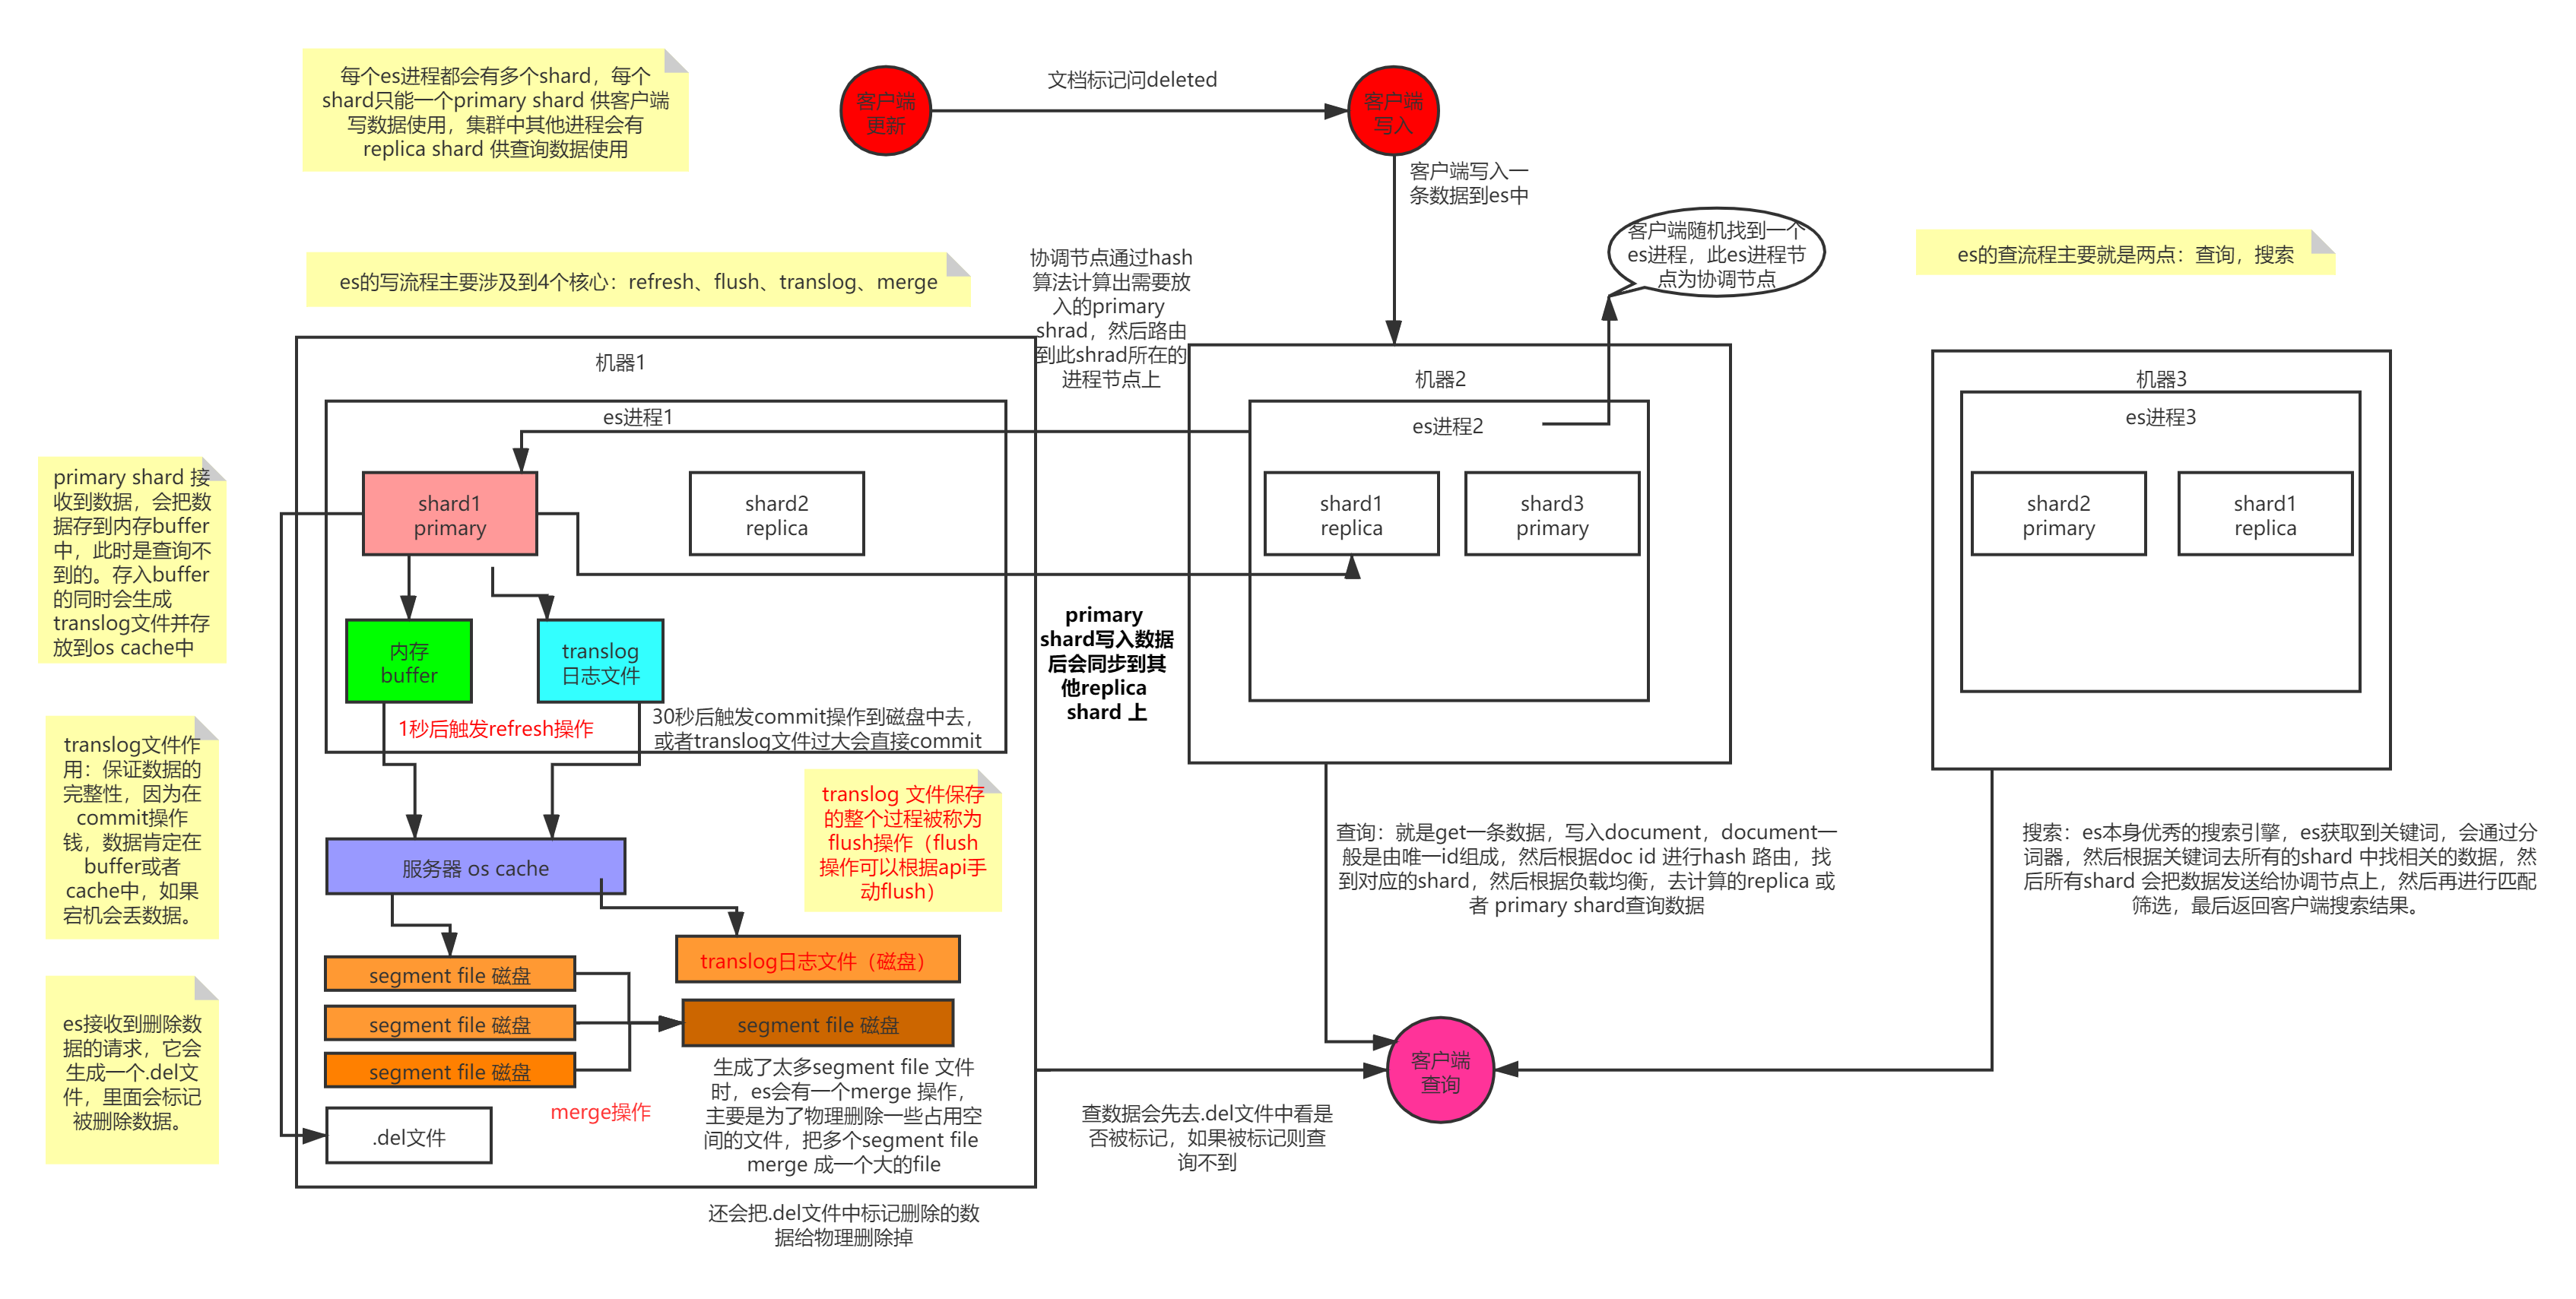 每个es进程都会有多个shard，每个
shard只能一个primary shard 供客户端
写数据使用，集群中其他进程会有
replica shard 供查询数据使用
客户端
更新
文档标记问deleted
客户端
写入
客户端写入一
条数据到es中
客户端随机找到一个
es进程，此es进程节
点为协调节点
es的查流程主要就是两点：查询，搜索
es的写流程主要涉及到4个核心：refresh、flush、translog、merge
协调节点通过hash
算法计算出需要放
入的primary
shrad，然后路由
到此shrad所在的
进程节点上
机器1
es进程1
shard1
primary
shard2
replica
机器2
es进程2
shard1
replica
shard3
primary
机器3
es进程3
shard2
primary
shard1
replica
primary shard 接
收到数据，会把数
据存到内存buffer
中，此时是查询不
到的。存入buffer
的同时会生成
translog文件并存
放到os cache中
内存
buffer
translog
日志文件
primary
shard写入数据
后会同步到其
他replica
shard 上
1秒后触发refresh操作
30秒后触发commit操作到磁盘中去，
或者translog文件过大会直接commit
translog文件作
用：保证数据的
完整性，因为在
commit操作
钱，数据肯定在
buffer或者
cache中，如果
宕机会丢数据。
translog 文件保存
的整个过程被称为
flush操作（flush
操作可以根据api手
动flush）
服务器 os cache
查询：就是get一条数据，写入document，document一
般是由唯一id组成，然后根据doc id 进行hash 路由，找
到对应的shard，然后根据负载均衡，去计算的replica 或
者 primary shard查询数据
搜索：es本身优秀的搜索引擎，es获取到关键词，会通过分
词器，然后根据关键词去所有的shard 中找相关的数据，然
后所有shard 会把数据发送给协调节点上，然后再进行匹配
筛选，最后返回客户端搜索结果。
translog日志文件（磁盘）
segment file 磁盘
segment file 磁盘
segment file 磁盘
segment file 磁盘
es接收到删除数
据的请求，它会
生成一个.del文
件，里面会标记
被删除数据。
merge操作
.del文件
生成了太多segment file 文件
时，es会有一个merge 操作，
主要是为了物理删除一些占用空
间的文件，把多个segment file
merge 成一个大的file
客户端
查询
查数据会先去.del文件中看是
否被标记，如果被标记则查
询不到
还会把.del文件中标记删除的数
据给物理删除掉